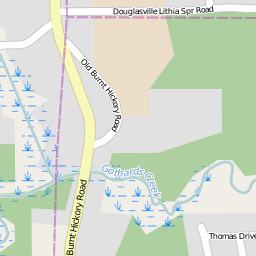 Douglasville Lithia Spr Road
Old Burnt Hickory Road
Gothards Creek
Burnt Hickory Road
Thomas Drive